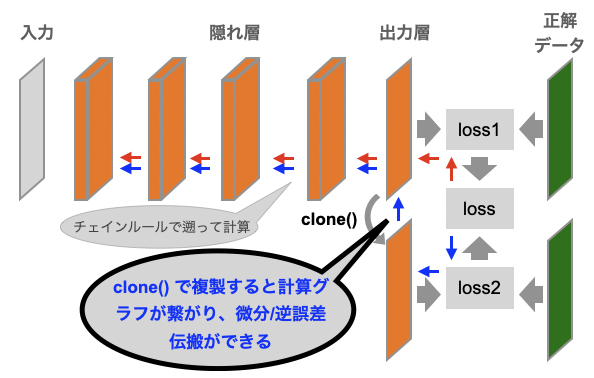 入力
隠れ層
出力層
正解
データ
loss1
loss
loss2
チェインルールで遡って計算
clone()
clone() で複製すると計算グ
ラフが繋がり、微分/逆誤差
伝搬ができる